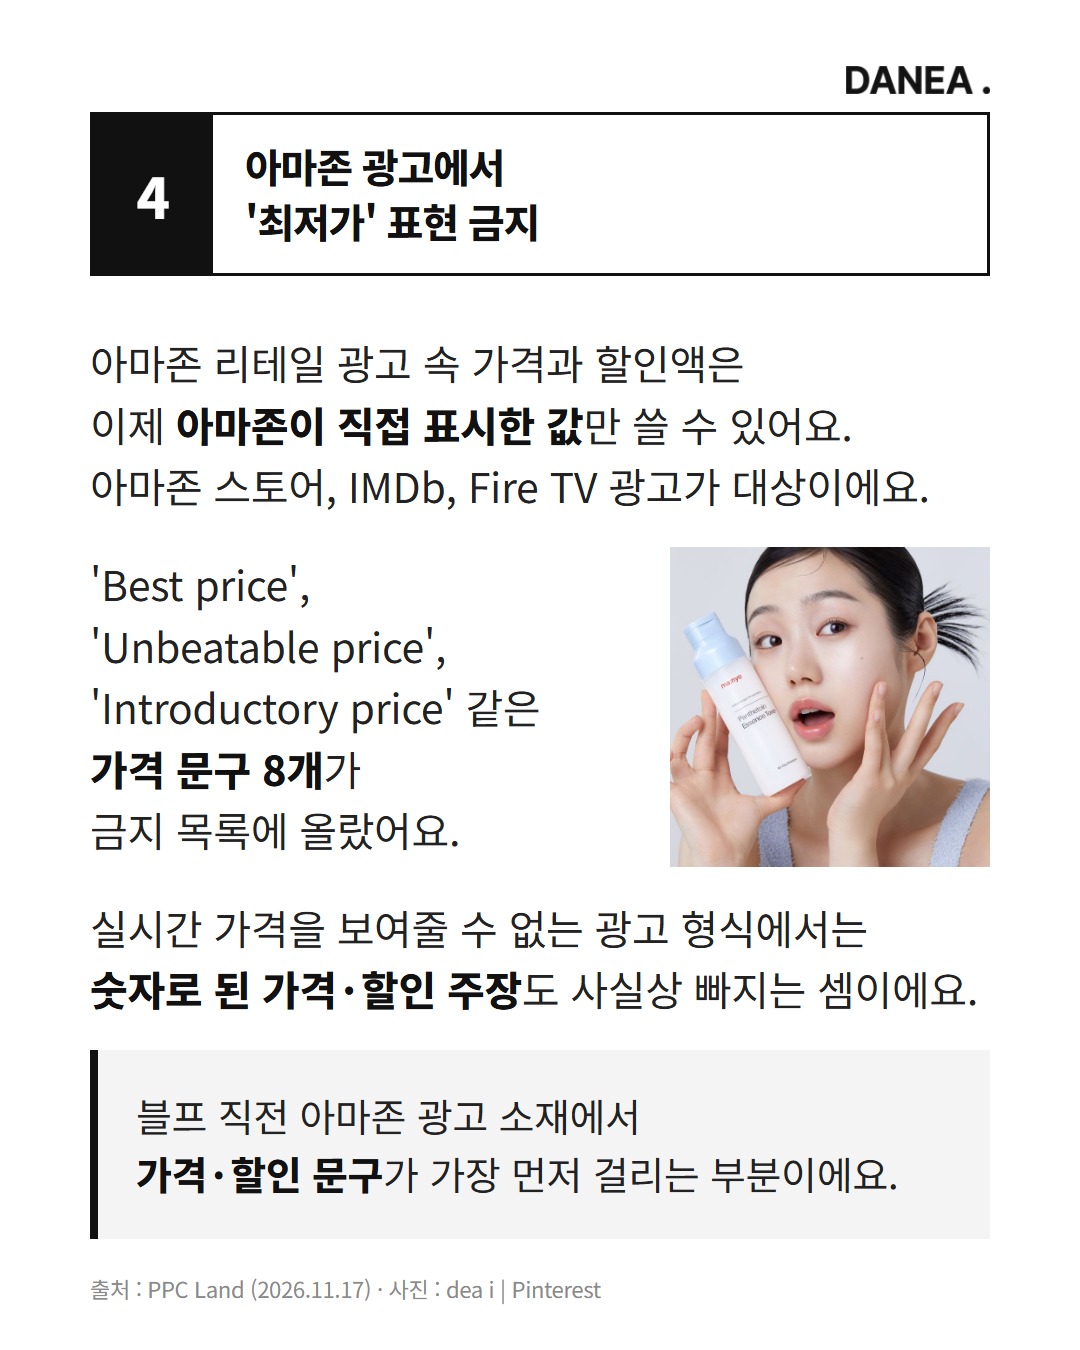 DANEA .
4
아마존 광고에서
'최저가' 표현 금지
아마존 리테일 광고 속 가격과 할인액은
이제 아마존이 직접 표시한 값만 쓸 수 있어요.
아마존 스토어, IMDb, Fire TV 광고가 대상이에요.
'Best price',
'Unbeatable price',
'Introductory price' 같은
가격 문구 8개가
금지 목록에 올랐어요.
ma:nyo
Panthetoin
Essence Toner
실시간 가격을 보여줄 수 없는 광고 형식에서는
숫자로 된 가격·할인 주장도 사실상 빠지는 셈이에요.
블프 직전 아마존 광고 소재에서
가격·할인 문구가 가장 먼저 걸리는 부분이에요.
출처 : PPC Land (2026.11.17) · 사진 : dea i | Pinterest